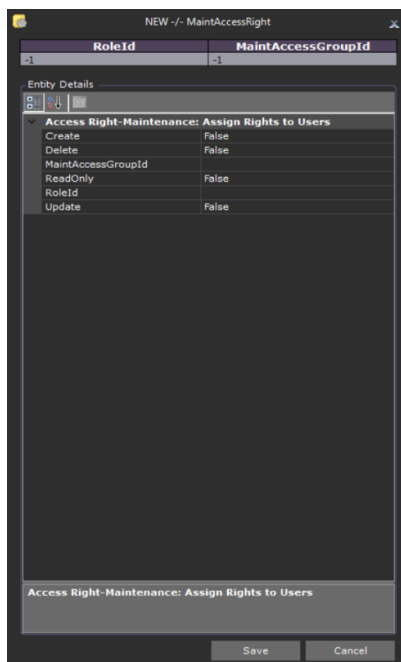 NEW -/- MaintAccessRight
RoleId MaintAccessGroupId
-1 -1
Entity Details
Access Right-Maintenance: Assign Rights to Users
Create False
Delete False
MaintAccessGroupId
ReadOnly False
RoleId
Update False
Access Right-Maintenance: Assign Rights to Users
Save Cancel